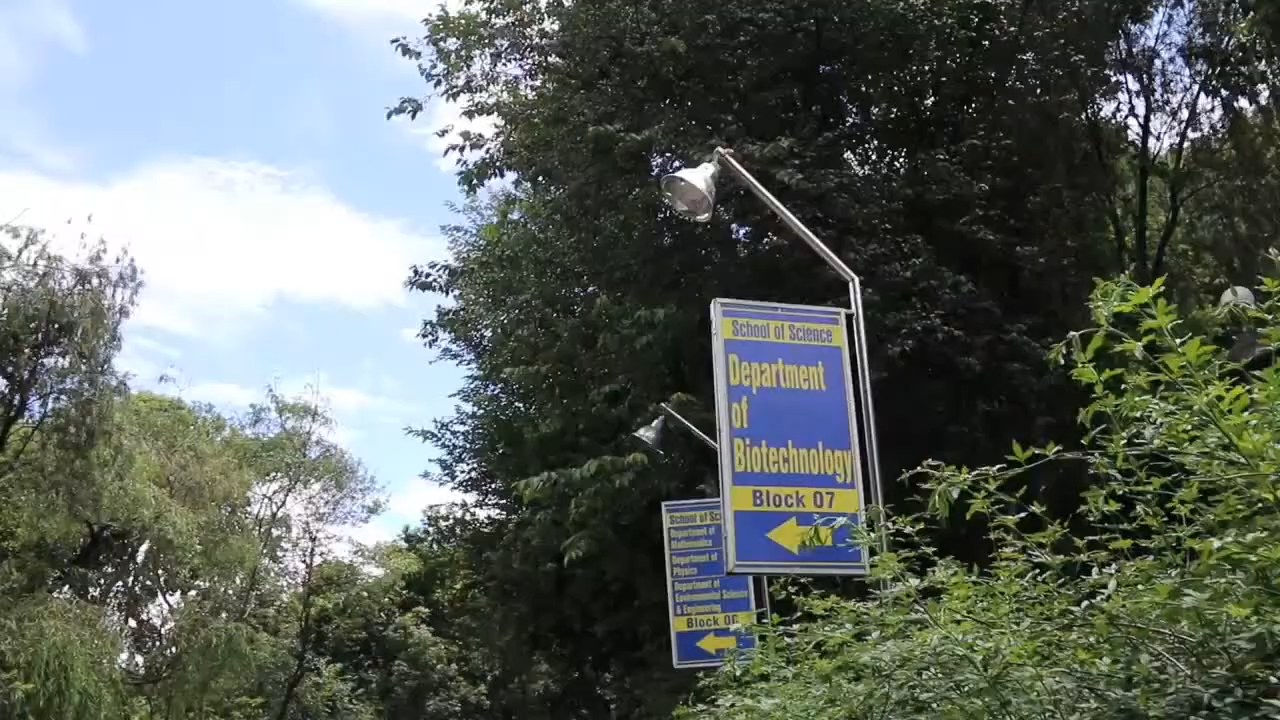 School of Science
Department
of
Biotechnology
Block 07
School of Sc
Department of
Mathematics
Department of
Physics
Department of
Environmental Science
& Engineering
Block 06